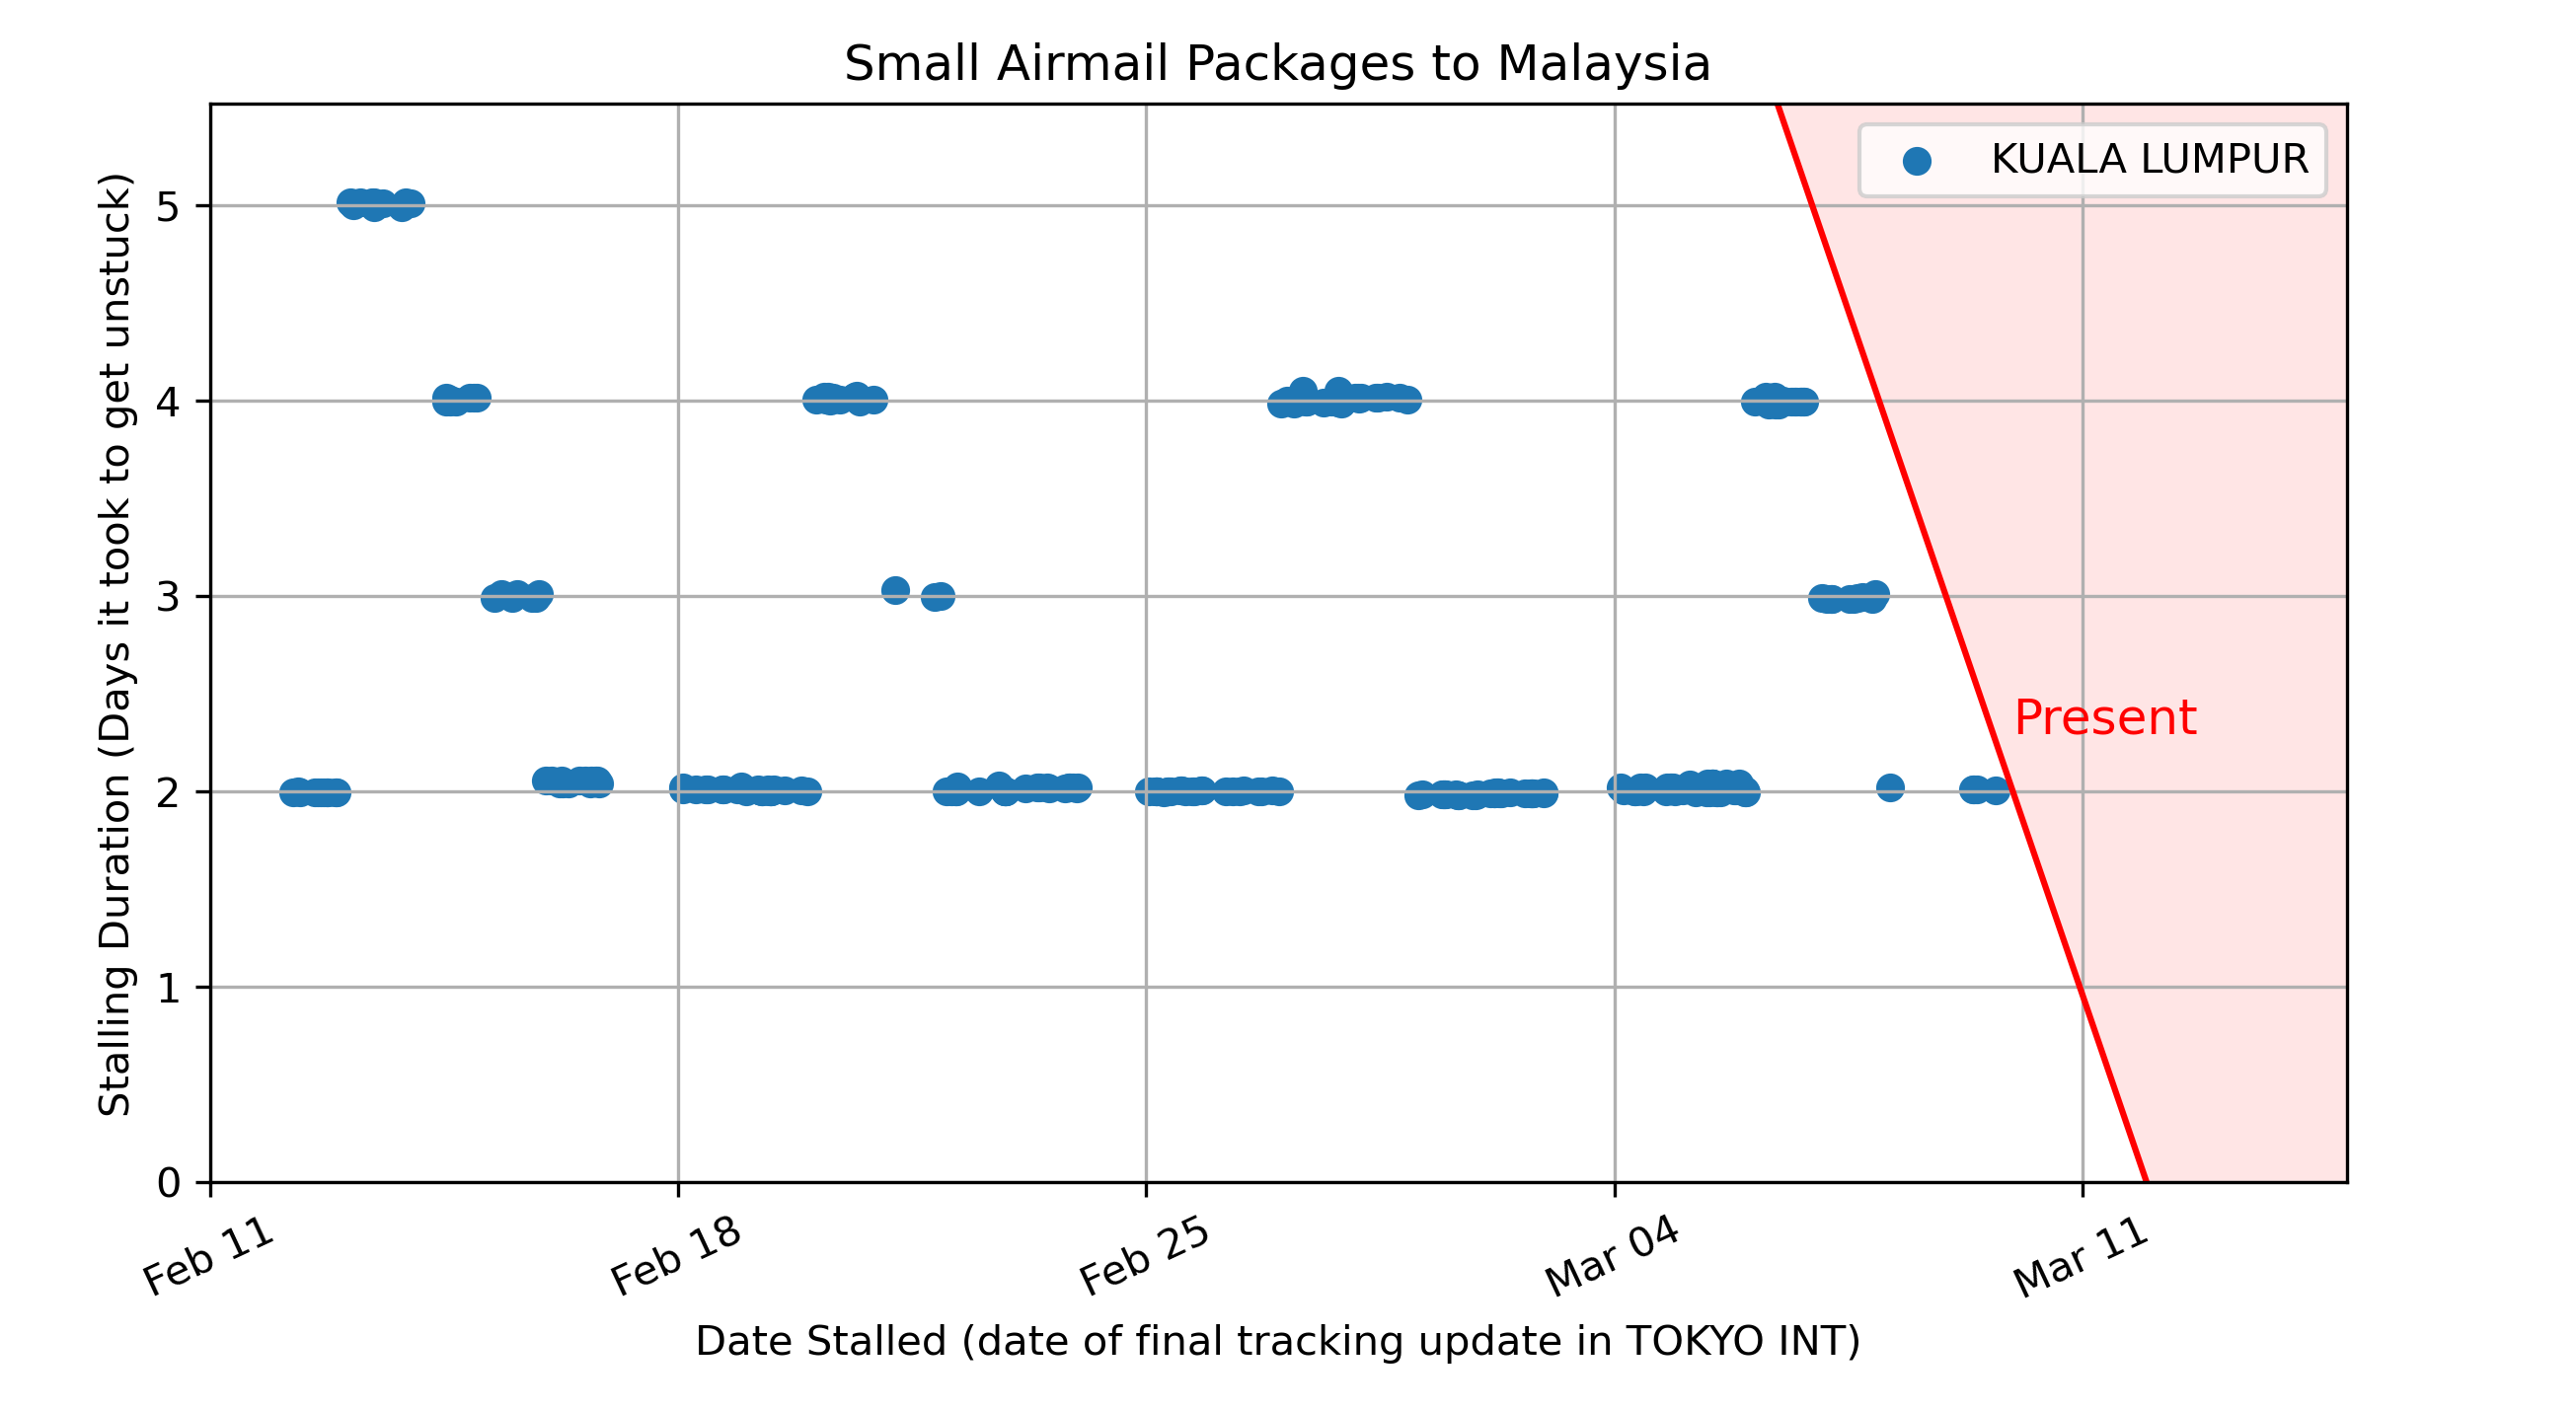 Small Airmail Packages to Malaysia
KUALA LUMPUR
Stalling Duration (Days it took to get unstuck)
5
4
3
2
1
0
Present
Feb 11
Feb 18
Feb 25
Mar 04
Mar 11
Date Stalled (date of final tracking update in TOKYO INT)